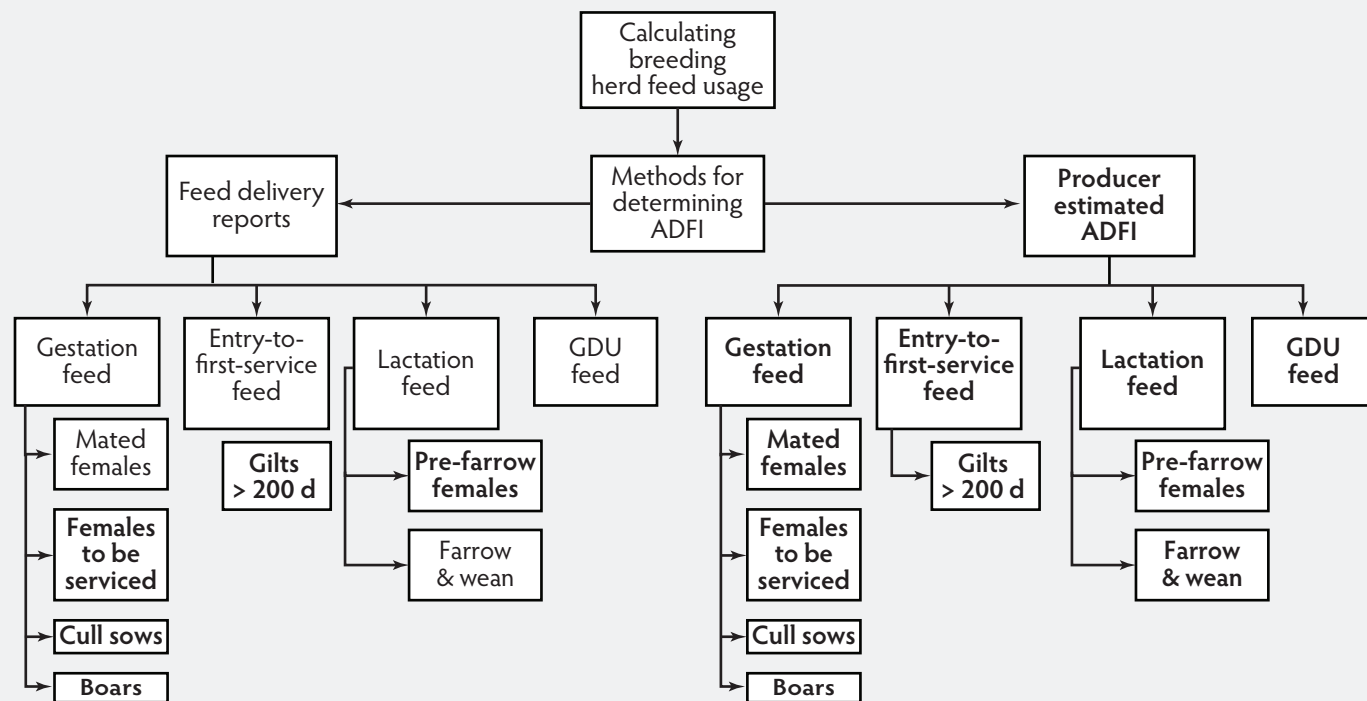 Calculating
breeding
herd feed usage
Feed delivery
reports
Methods for
determining
ADFI
Producer
estimated
ADFI
Gestation
feed
Entry-to-
first-service
feed
Lactation
feed
GDU
feed
Gestation
feed
Entry-to-
first-service
feed
Lactation
feed
GDU
feed
Mated
females
Gilts
> 200 d
Pre-farrow
females
Mated
females
Gilts
> 200 d
Pre-farrow
females
Females
to be
serviced
Farrow
& wean
Females
to be
serviced
Farrow
& wean
Cull sows
Cull sows
Boars
Boars